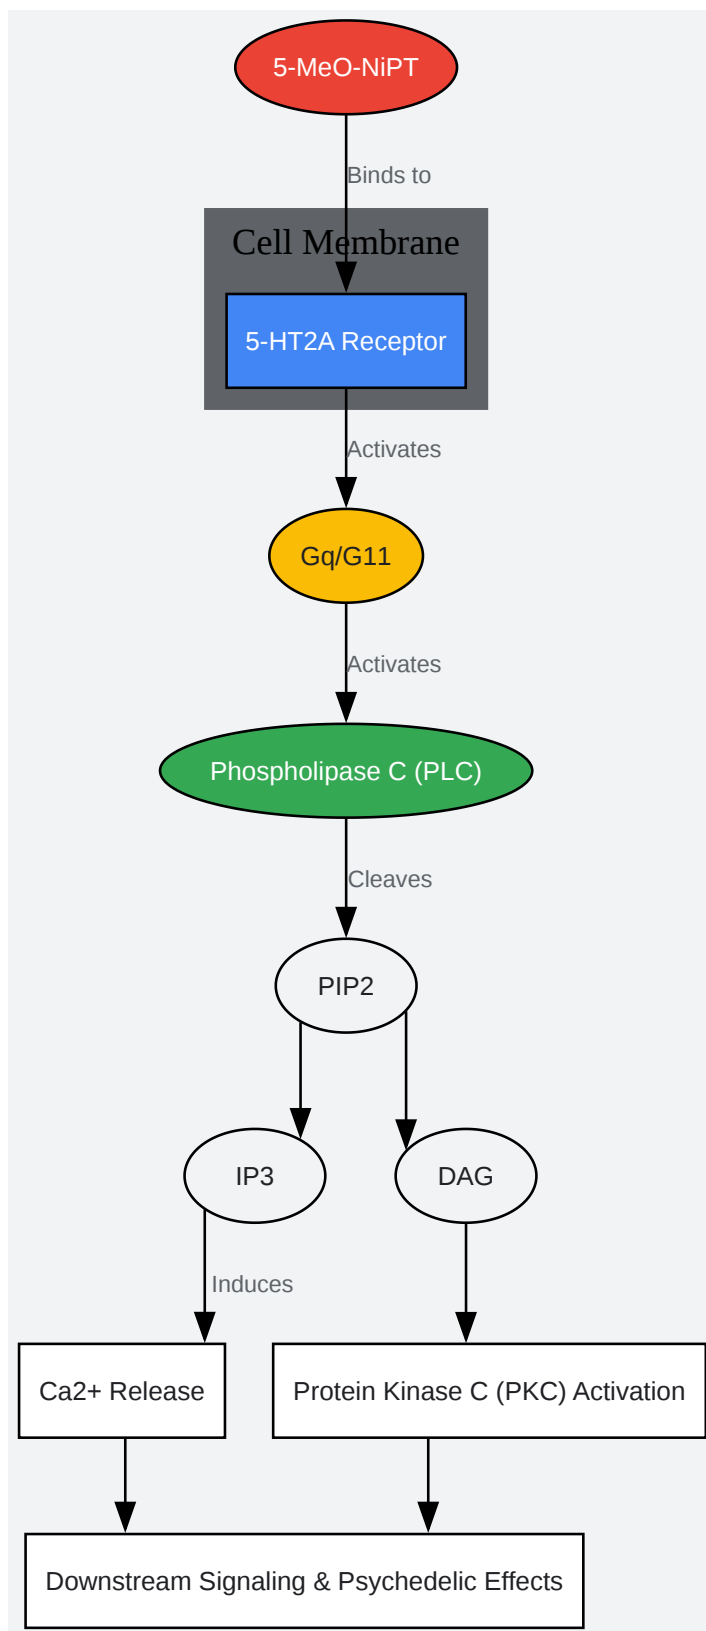 5-MeO-NiPT
Binds to
Cell Membrane
5-HT2A Receptor
Activates
Gq/G11
Activates
Phospholipase C (PLC)
Cleaves
PIP2
IP3
DAG
Induces
Ca2+ Release
Protein Kinase C (PKC) Activation
Downstream Signaling & Psychedelic Effects